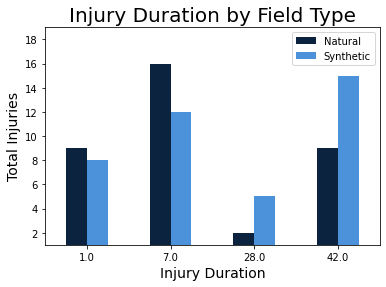 Injury Duration by Field Type
Natural
Synthetic
Total Injuries
18
16
14
12
10
8
6
4
2
1.0 7.0 28.0 42.0
Injury Duration